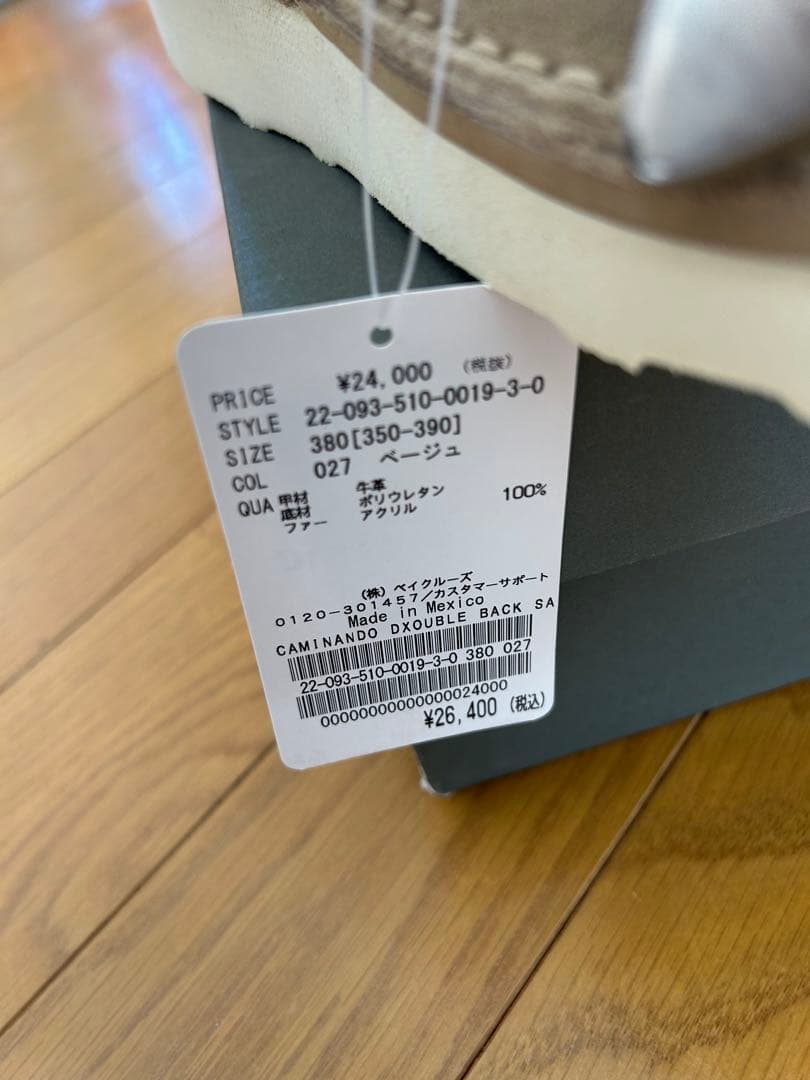 PRICE ¥24,000 (税抜)
STYLE 22-093-510-0019-3-0
SIZE 380[350-390]
COL 027 ベージュ
QUA 甲材 牛革
底材 ポリウレタン 100%
ファー アクリル
(株) ベイクルーズ
0120-301457/カスタマーサポート
Made in Mexico
CAMINANDO DXOUBLE BACK SA
22-093-510-0019-3-0 380 027
00000000000000024000
¥26,400 (税込)